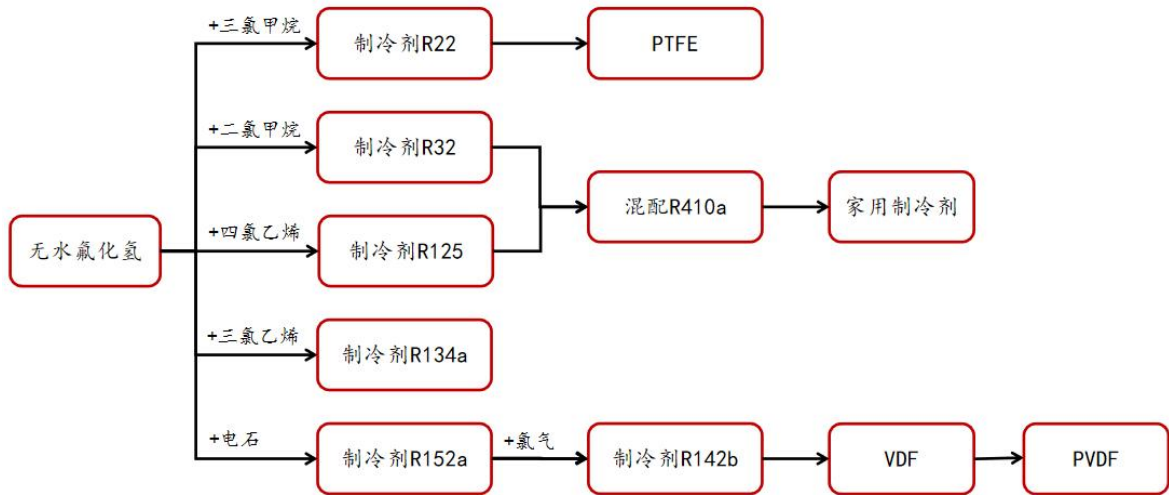 +三氯甲烷
制冷剂R22
PTFE
+二氯甲烷
制冷剂R32
混配R410a
家用制冷剂
无水氟化氢
+四氯乙烯
制冷剂R125
+三氯乙烯
制冷剂R134a
+电石
制冷剂R152a
+氯气
制冷剂R142b
VDF
PVDF